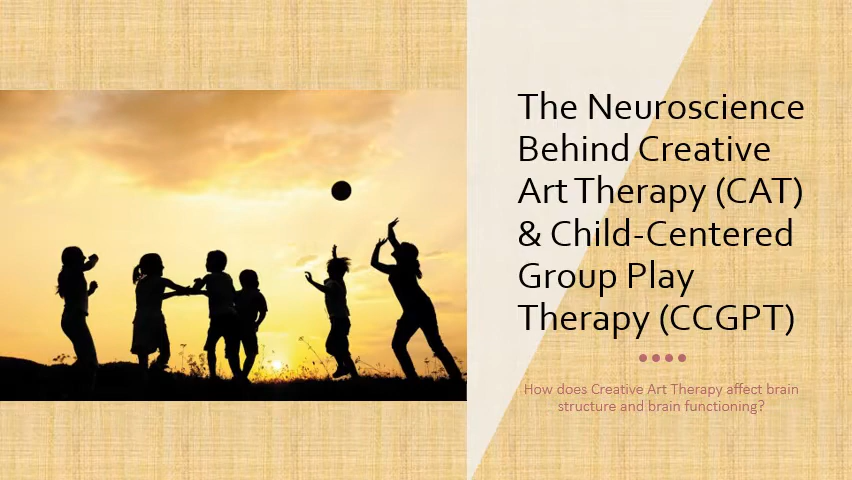 The Neuroscience
Behind Creative
Art Therapy (CAT)
& Child-Centered
Group Play
Therapy (CCGPT)
How does Creative Art Therapy affect brain
structure and brain functioning?